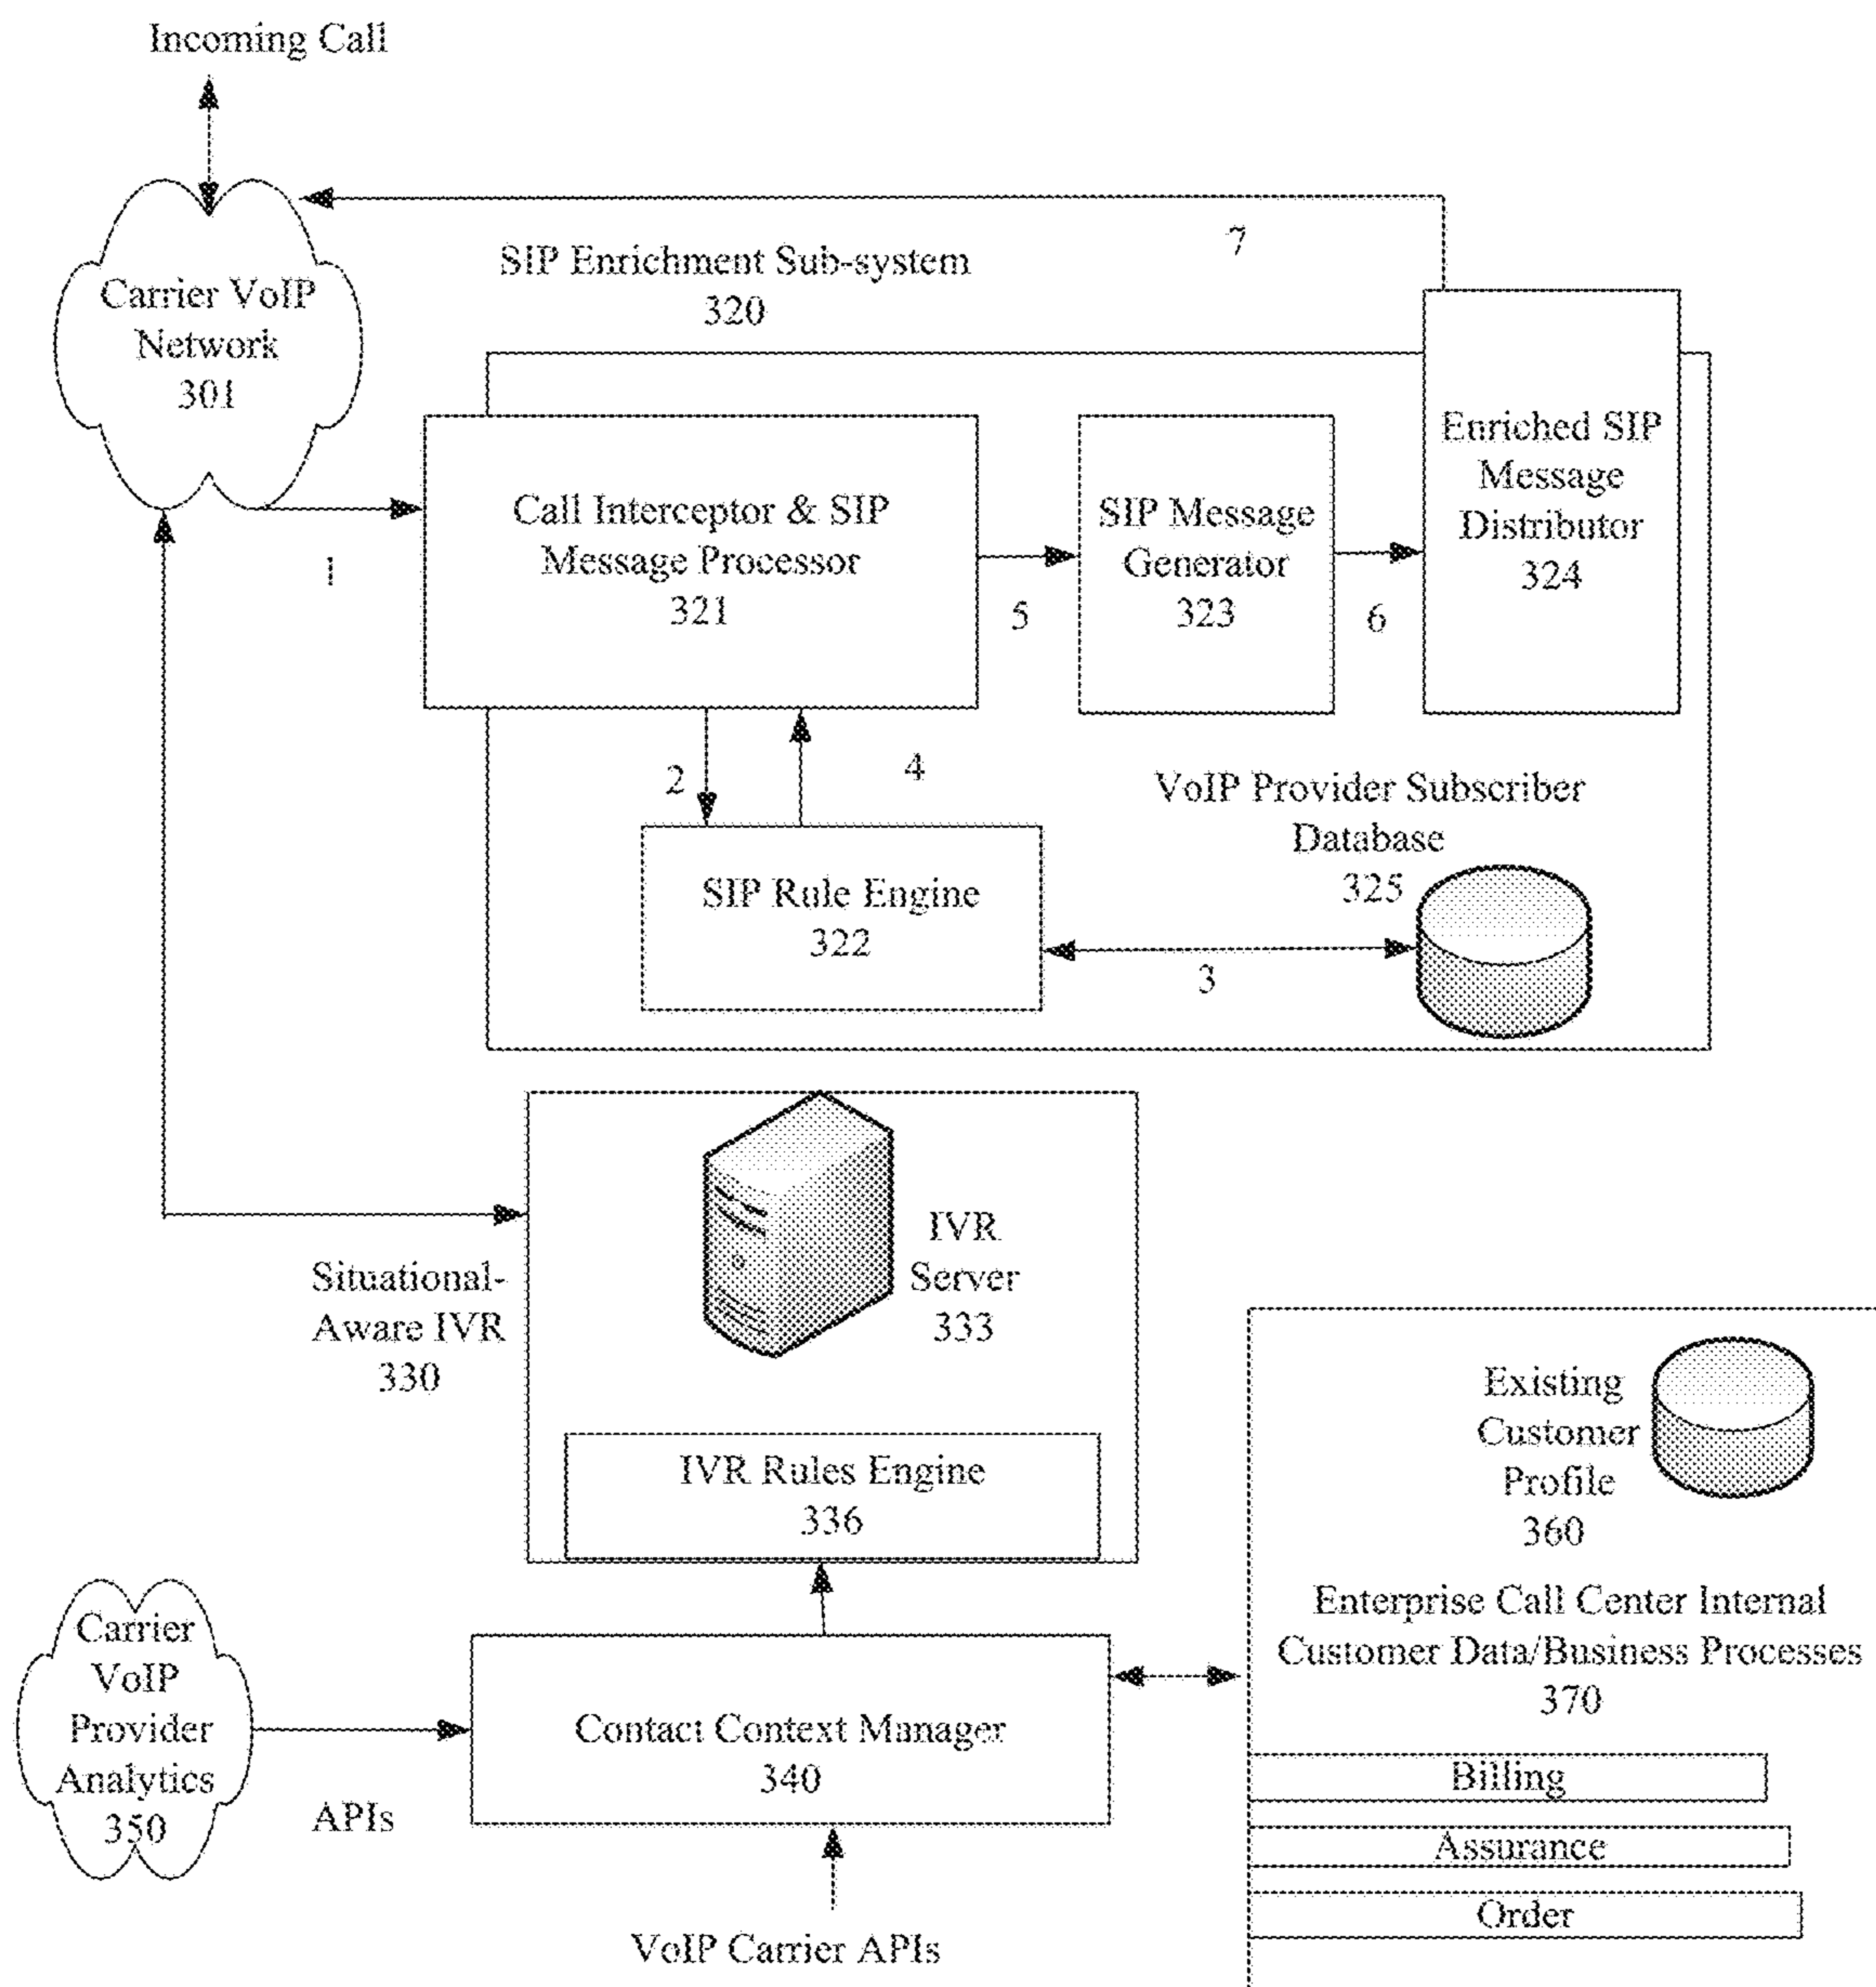 Incoming Call
Carrier VoIP
Network
301
SIP Enrichment Sub-system
320
7
1
Call Interceptor & SIP
Message Processor
321
5
SIP Message
Generator
323
6
Enriched SIP
Message
Distributor
324
2
4
SIP Rule Engine
322
3
VoIP Provider Subscriber
Database
325
Situational-
Aware IVR
330
IVR
Server
333
IVR Rules Engine
336
Carrier
VoIP
Provider
Analytics
350
APIs
Contact Context Manager
340
VoIP Carrier APIs
Existing
Customer
Profile
360
Enterprise Call Center Internal
Customer Data/Business Processes
370
Billing
Assurance
Order